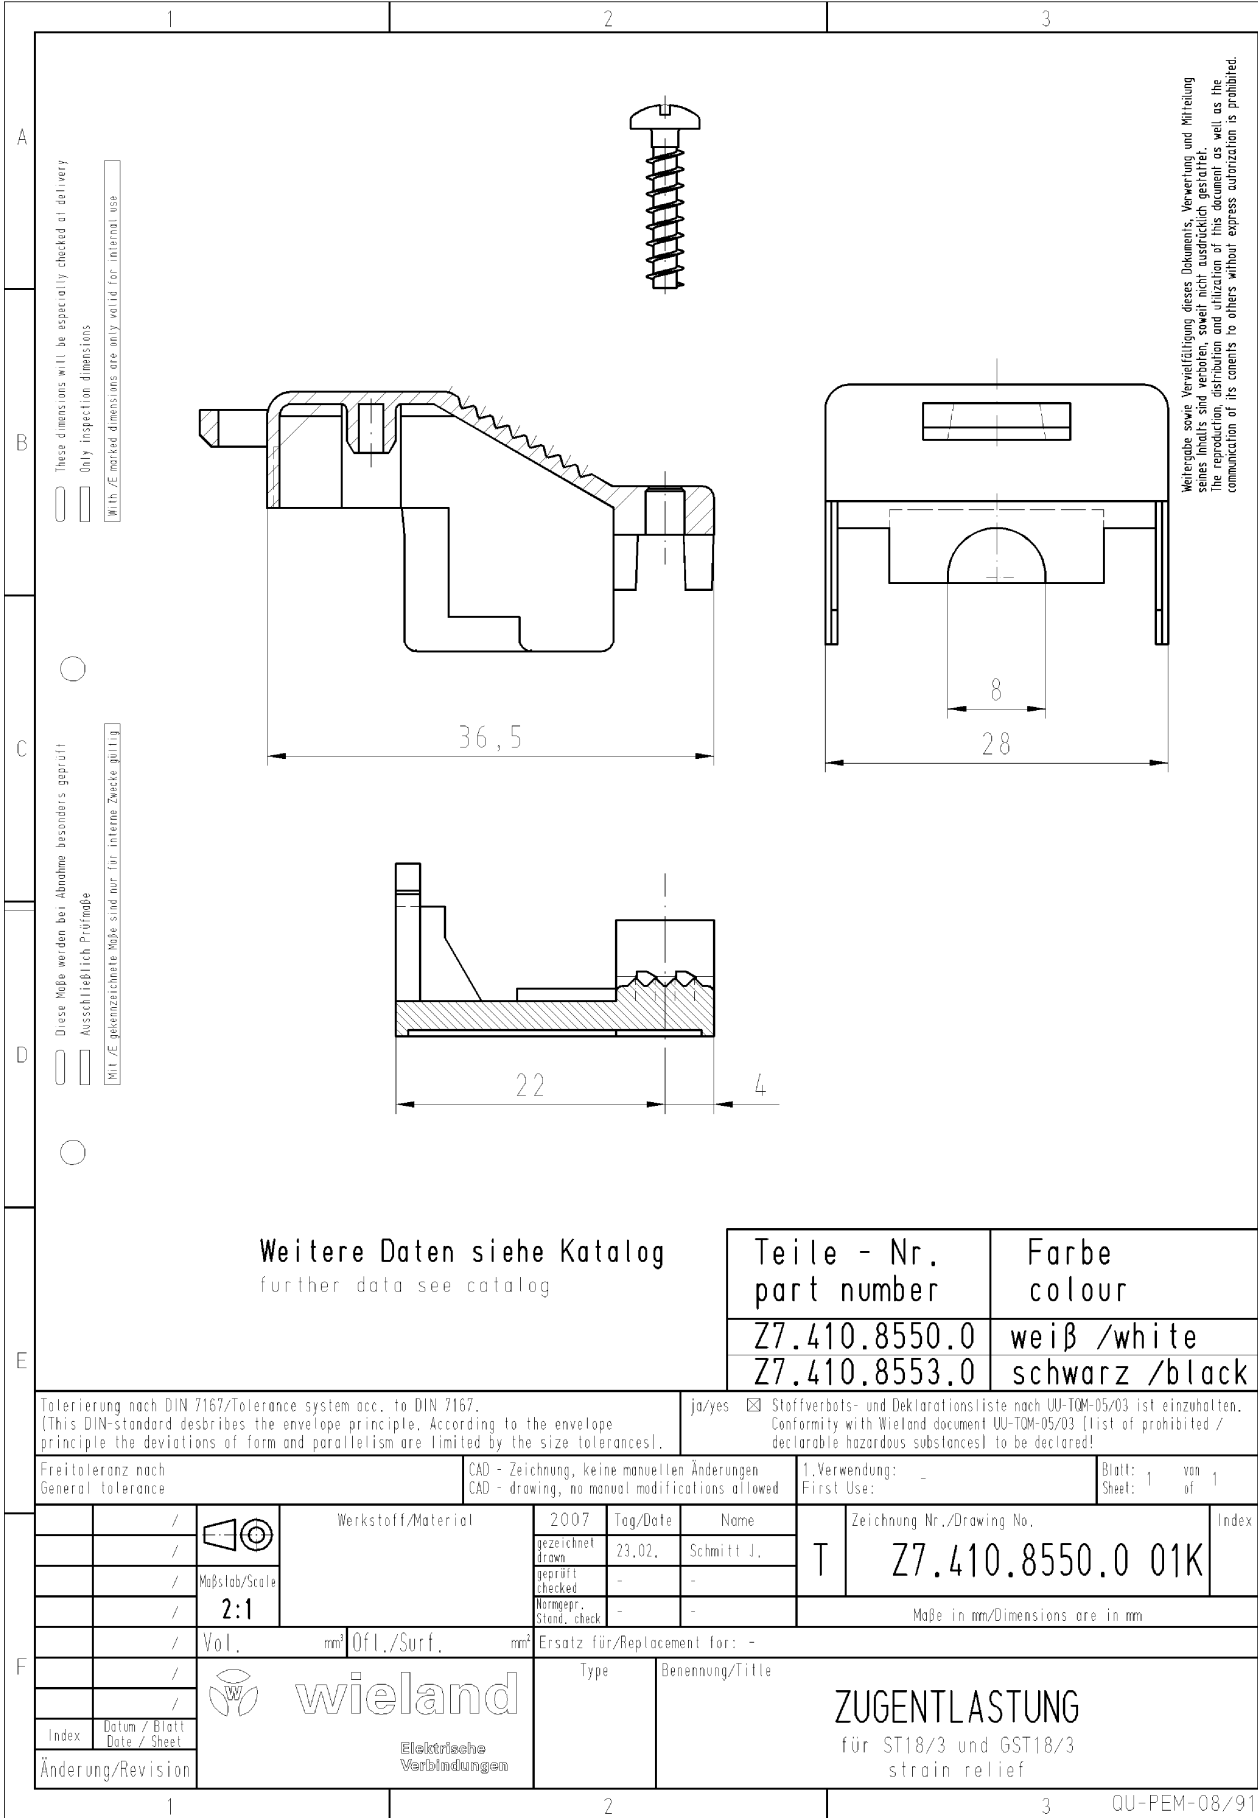 1
2
3
A
B
C
D
E
F
These dimensions will be especially checked at delivery
Only inspection dimensions
With /E marked dimensions are only valid for internal use
Diese Maße werden bei Abnahme besonders geprüft
Ausschließlich Prüfmaße
Mit /E gekennzeichnete Maße sind nur für interne Zwecke gültig
Weitergabe sowie Vervielfältigung dieses Dokuments, Verwertung und Mitteilung
seines Inhalts sind verboten, soweit nicht ausdrücklich gestattet.
The reproduction, distribution and utilization of this document as well as the
communication of its conents to others without express autorization is prohibited.
36,5
8
28
22
4
Weitere Daten siehe Katalog
further data see catalog
Teile - Nr. Farbe
part number colour
Z7.410.8550.0 weiß /white
Z7.410.8553.0 schwarz /black
Tolerierung nach DIN 7167/Tolerance system acc. to DIN 7167.
(This DIN-standard desbribes the envelope principle. According to the envelope
principle the deviations of form and parallelism are limited by the size tolerances).
ja/yes ☒ Stoffverbots- und Deklarationsliste nach UU-TQM-05/03 ist einzuhalten.
Conformity with Wieland document UU-TQM-05/03 (list of prohibited /
declarable hazardous substances) to be declared!
Freitoleranz nach
General tolerance
CAD - Zeichnung, keine manuellen Änderungen
CAD - drawing, no manual modifications allowed
1.Verwendung: -
First Use:
Blatt: 1 von 1
Sheet: of
/
/
/
/
/
/
/
Maßstab/Scale
2:1
Werkstoff/Material
2007 Tag/Date Name
gezeichnet
drawn
23.02. Schmitt J.
geprüft
checked
- -
Normgepr.
Stand. check
- -
T
Zeichnung Nr./Drawing No. Index
Z7.410.8550.0 01K
Maße in mm/Dimensions are in mm
Vol. mm³ Ofl./Surf. mm²
Ersatz für/Replacement for: -
W
wieland
Elektrische
Verbindungen
Type
Benennung/Title
ZUGENTLASTUNG
für ST18/3 und GST18/3
strain relief
Index Datum / Blatt
Date / Sheet
Änderung/Revision
1
2
3
QU-PEM-08/91